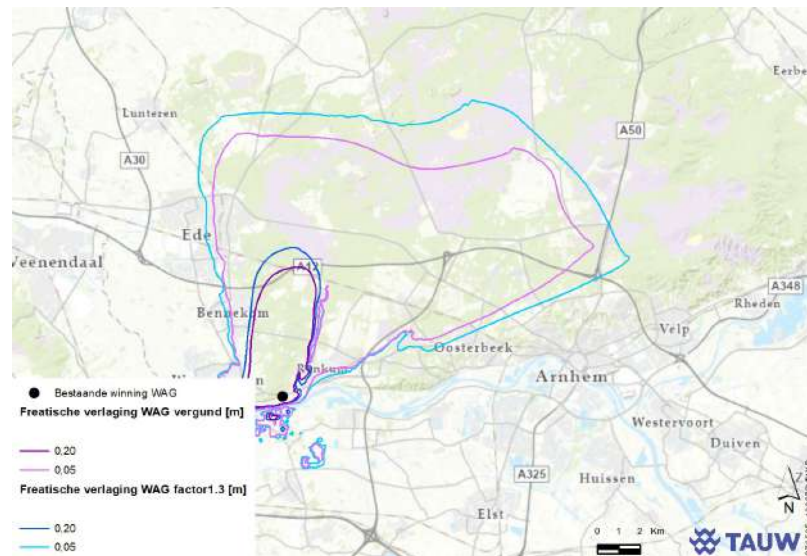 Eerbe
Lunteren
A50
A30
Ede
Veenendaal
A12
A348
Rheden
Bennekom
Velp
Oosterbeek
Renkum
Arnhem
Bestaande winning WAG
Freatische verlaging WAG vergund [m]
Westervoort
0,20
Duiven
0,05
A325
Huissen
Freatische verlaging WAG factor1.3 [m]
N
Elst
0,20
0 1 2 Km
0,05
TAUW